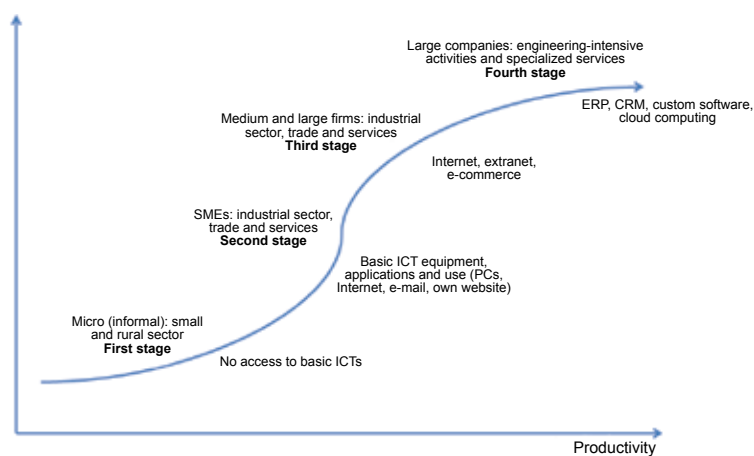 Large companies: engineering-intensive
activities and specialized services
Fourth stage
ERP, CRM, custom software,
cloud computing
Medium and large firms: industrial
sector, trade and services
Third stage
Internet, extranet,
e-commerce
SMEs: industrial sector,
trade and services
Second stage
Basic ICT equipment,
applications and use (PCs,
Internet, e-mail, own website)
Micro (informal): small
and rural sector
First stage
No access to basic ICTs
Productivity